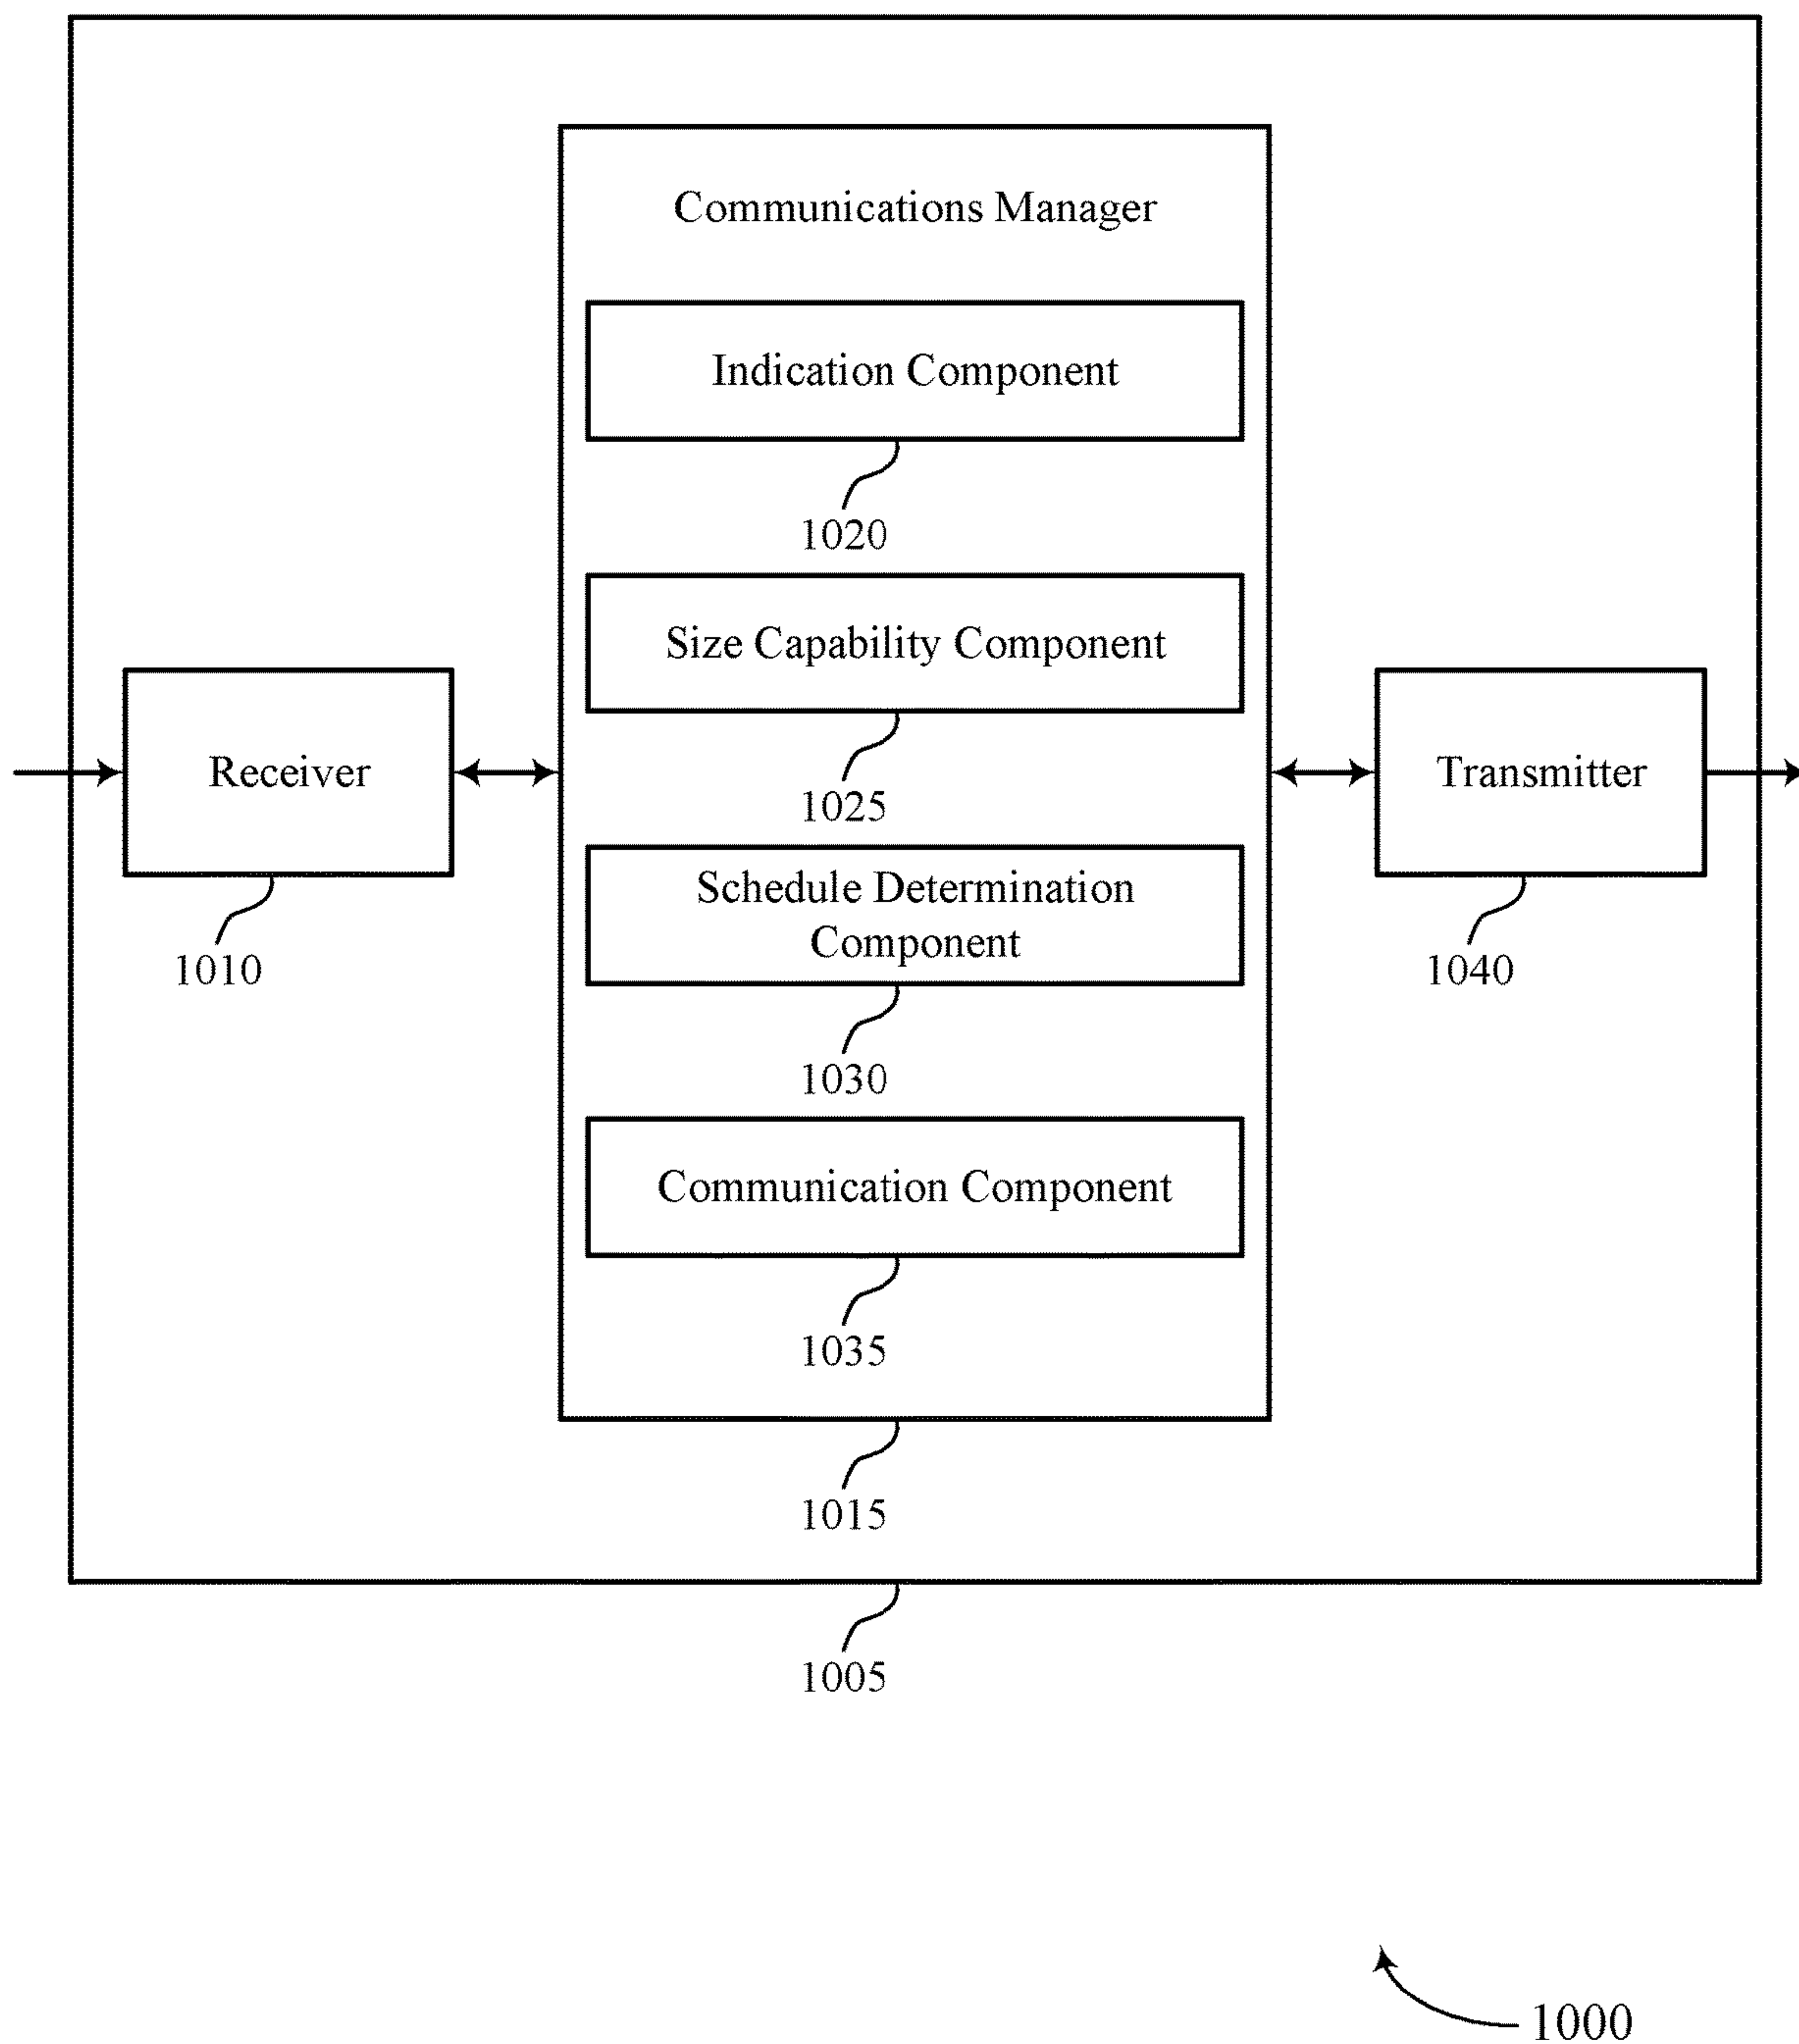 Communications Manager
Indication Component
1020
Size Capability Component
1025
Receiver
1010
Schedule Determination
Component
1030
Transmitter
1040
Communication Component
1035
1015
1005
1000